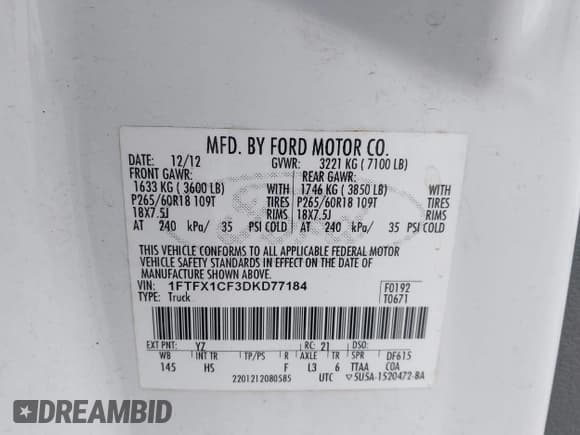 MFD. BY FORD MOTOR CO.
DATE: 12/12 GVWR: 3221 KG ( 7100 LB)
FRONT GAWR: REAR GAWR:
1633 KG ( 3600 LB) WITH 1746 KG ( 3850 LB) WITH
P265/60R18 109T TIRES P265/60R18 109T TIRES
18X7.5J RIMS 18X7.5J RIMS
AT 240 kPa/ 35 PSI COLD AT 240 kPa/ 35 PSI COLD
THIS VEHICLE CONFORMS TO ALL APPLICABLE FEDERAL MOTOR
VEHICLE SAFETY STANDARDS IN EFFECT ON THE DATE OF
MANUFACTURE SHOWN ABOVE.
VIN: 1FTFX1CF3DKD77184 F0192
TYPE: Truck T0671
EXT PNT: YZ RC: 21 DSO:
WB INT TR TP/PS R AXLE TR SPR DF615
145 HS F L3 6 TTAA COA
2201212080585 UTC 5U5A-1520472-BA
DREAMBID